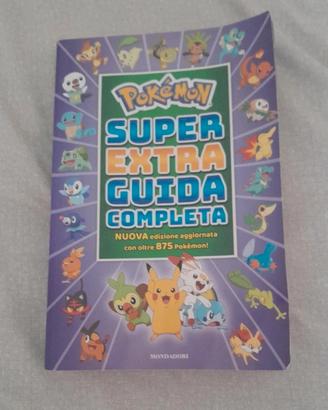 POKéMON
SUPER
EXTRA
GUIDA
COMPLETA
NUOVA edizione aggiornata
con oltre 875 Pokémon!
MONDADORI